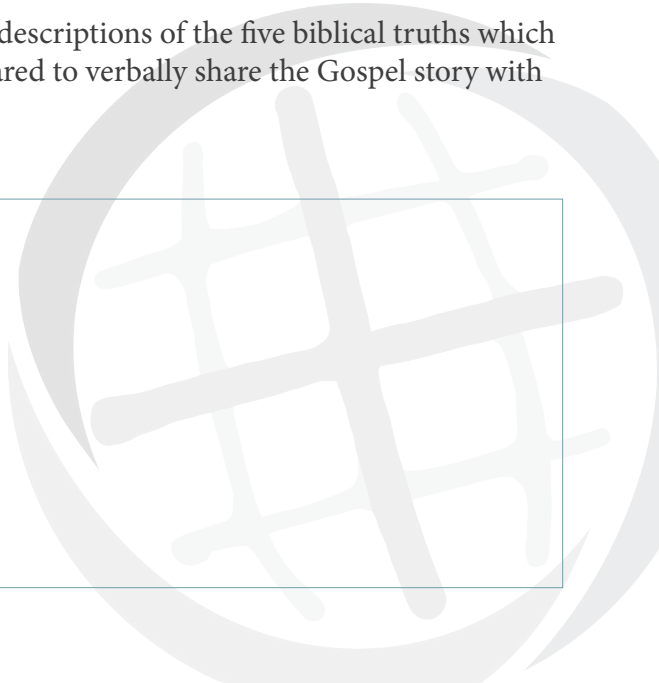 descriptions of the five biblical truths which
ared to verbally share the Gospel story with